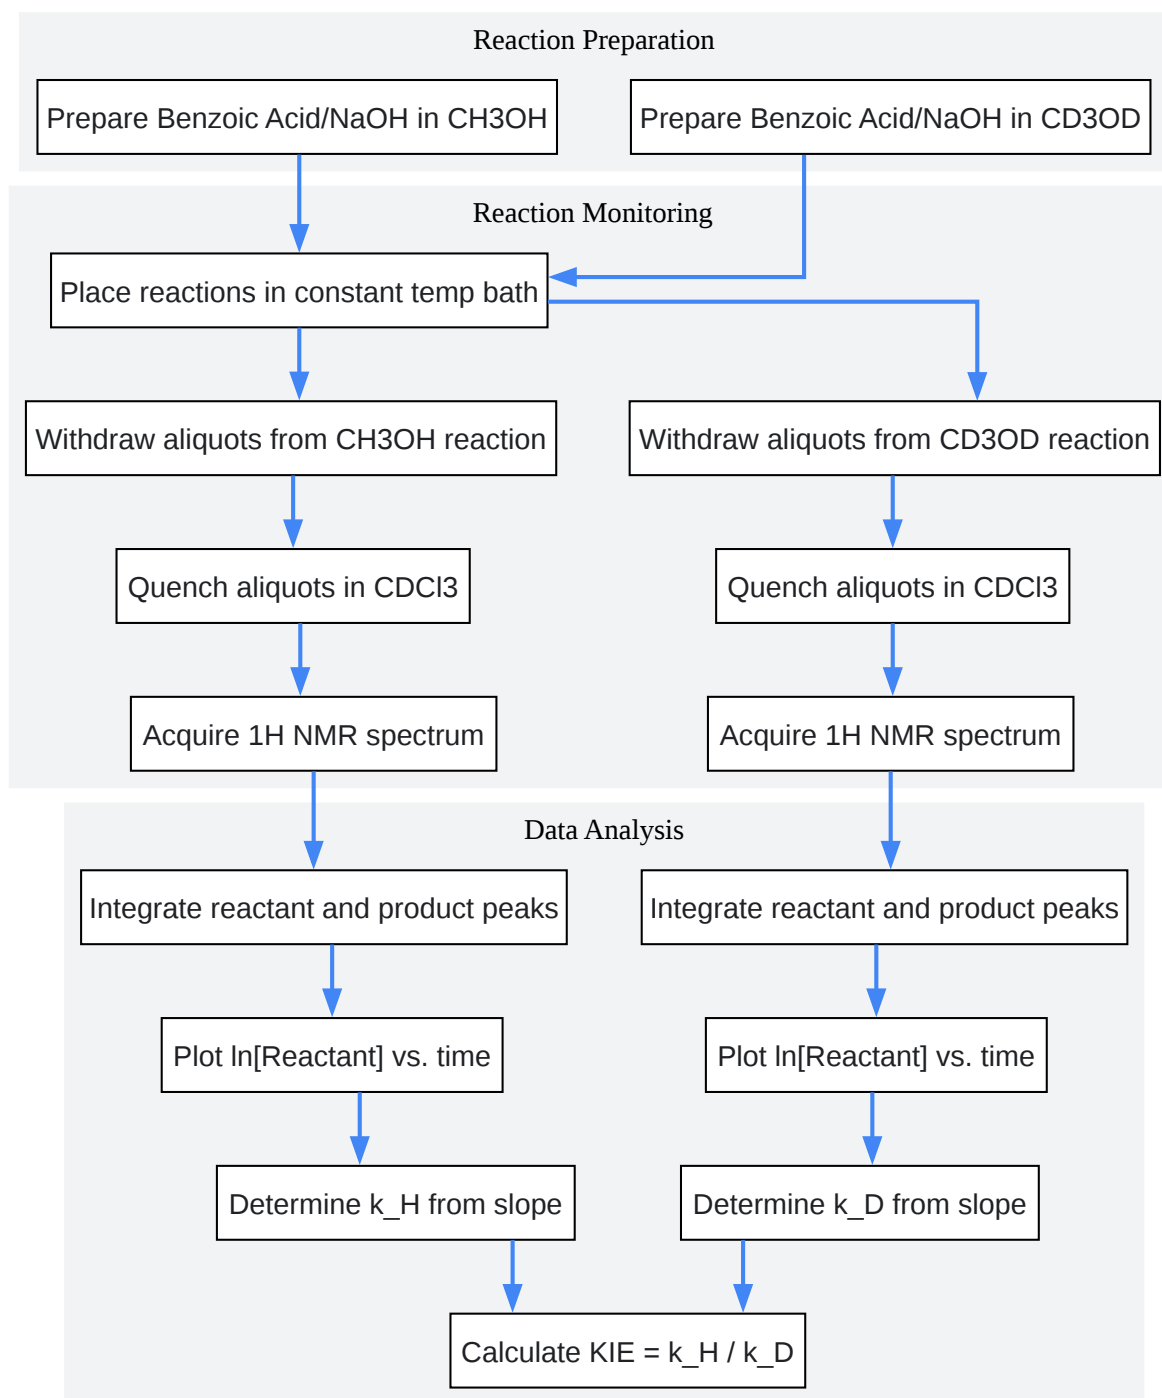 Reaction Preparation
Prepare Benzoic Acid/NaOH in CH3OH
Prepare Benzoic Acid/NaOH in CD3OD
Reaction Monitoring
Place reactions in constant temp bath
Withdraw aliquots from CH3OH reaction
Withdraw aliquots from CD3OD reaction
Quench aliquots in CDCl3
Quench aliquots in CDCl3
Acquire 1H NMR spectrum
Acquire 1H NMR spectrum
Data Analysis
Integrate reactant and product peaks
Integrate reactant and product peaks
Plot ln[Reactant] vs. time
Plot ln[Reactant] vs. time
Determine k_H from slope
Determine k_D from slope
Calculate KIE = k_H / k_D